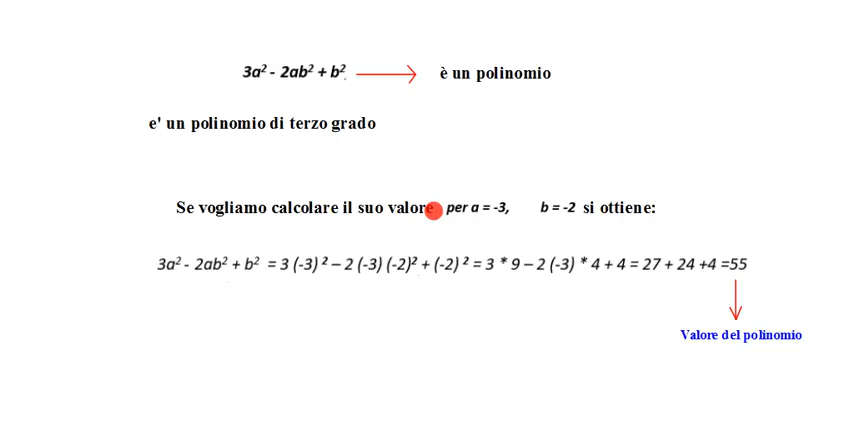 3a² - 2ab² + b² è un polinomio
e' un polinomio di terzo grado
Se vogliamo calcolare il suo valore per a = -3, b = -2 si ottiene:
3a² - 2ab² + b² = 3 (-3) ² – 2 (-3) (-2)² + (-2) ² = 3 * 9 – 2 (-3) * 4 + 4 = 27 + 24 +4 =55
Valore del polinomio